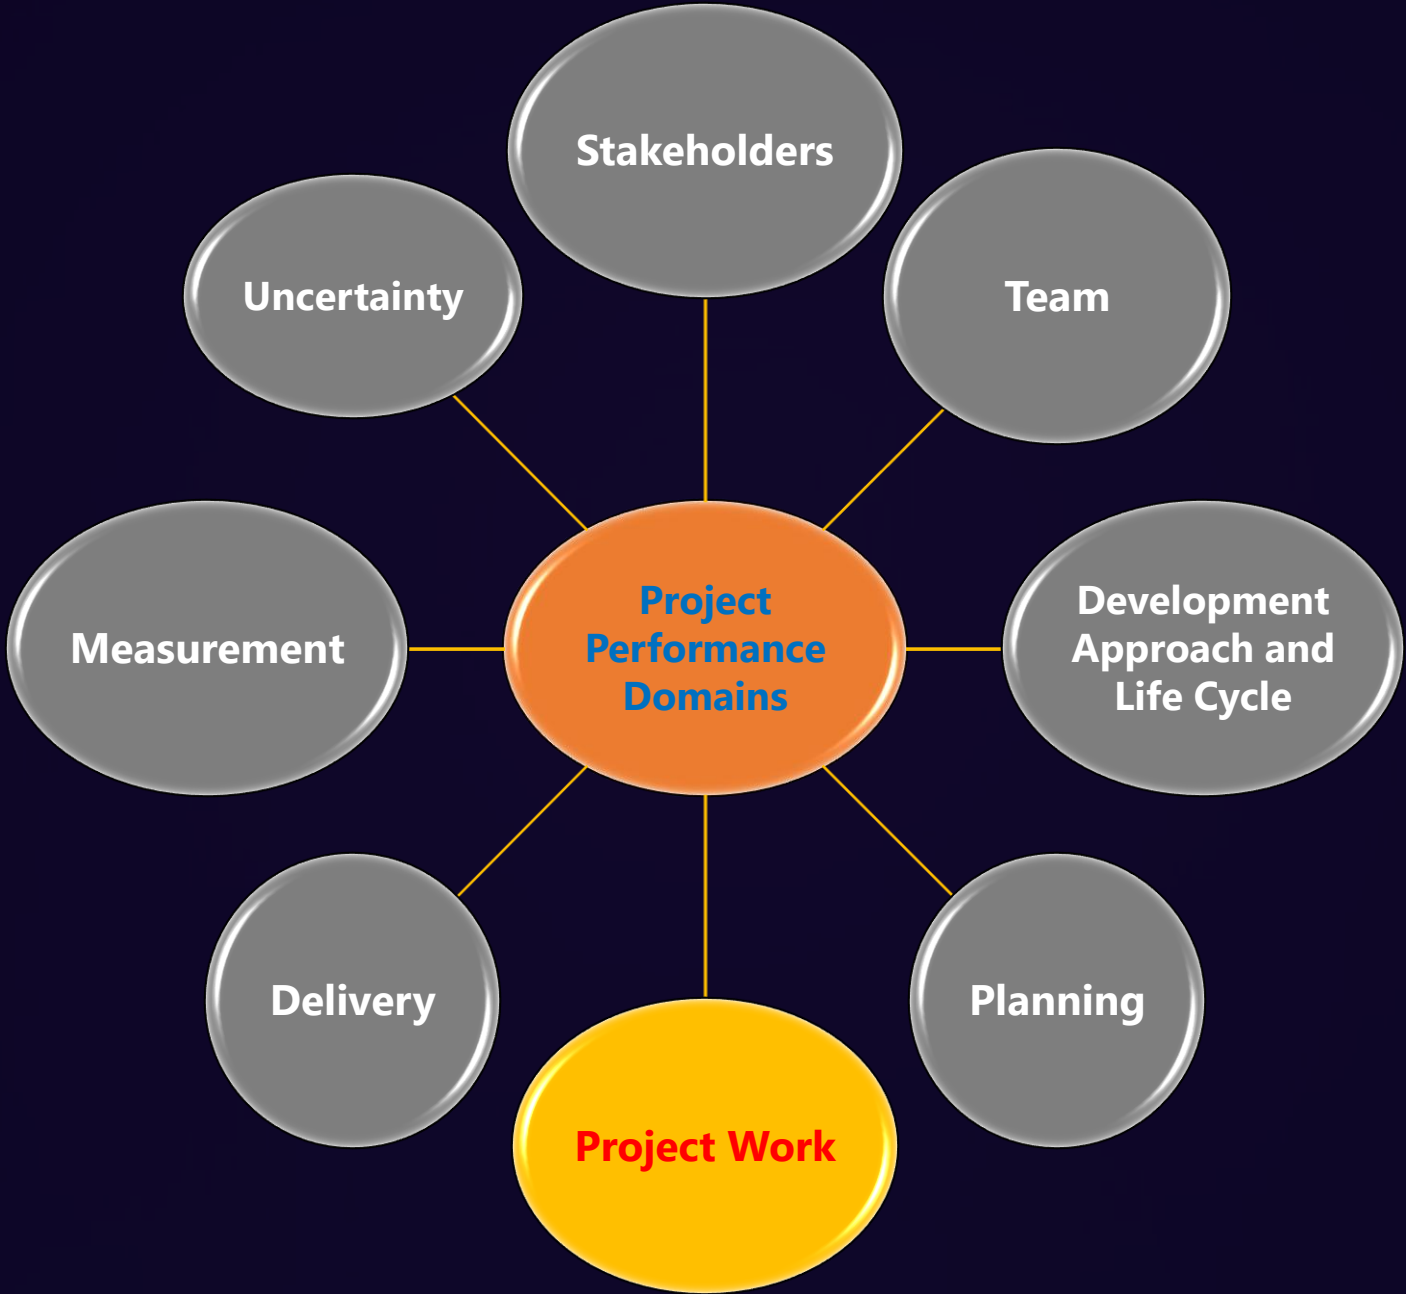 Stakeholders
Uncertainty
Team
Measurement
Project
Performance
Domains
Development
Approach and
Life Cycle
Delivery
Planning
Project Work